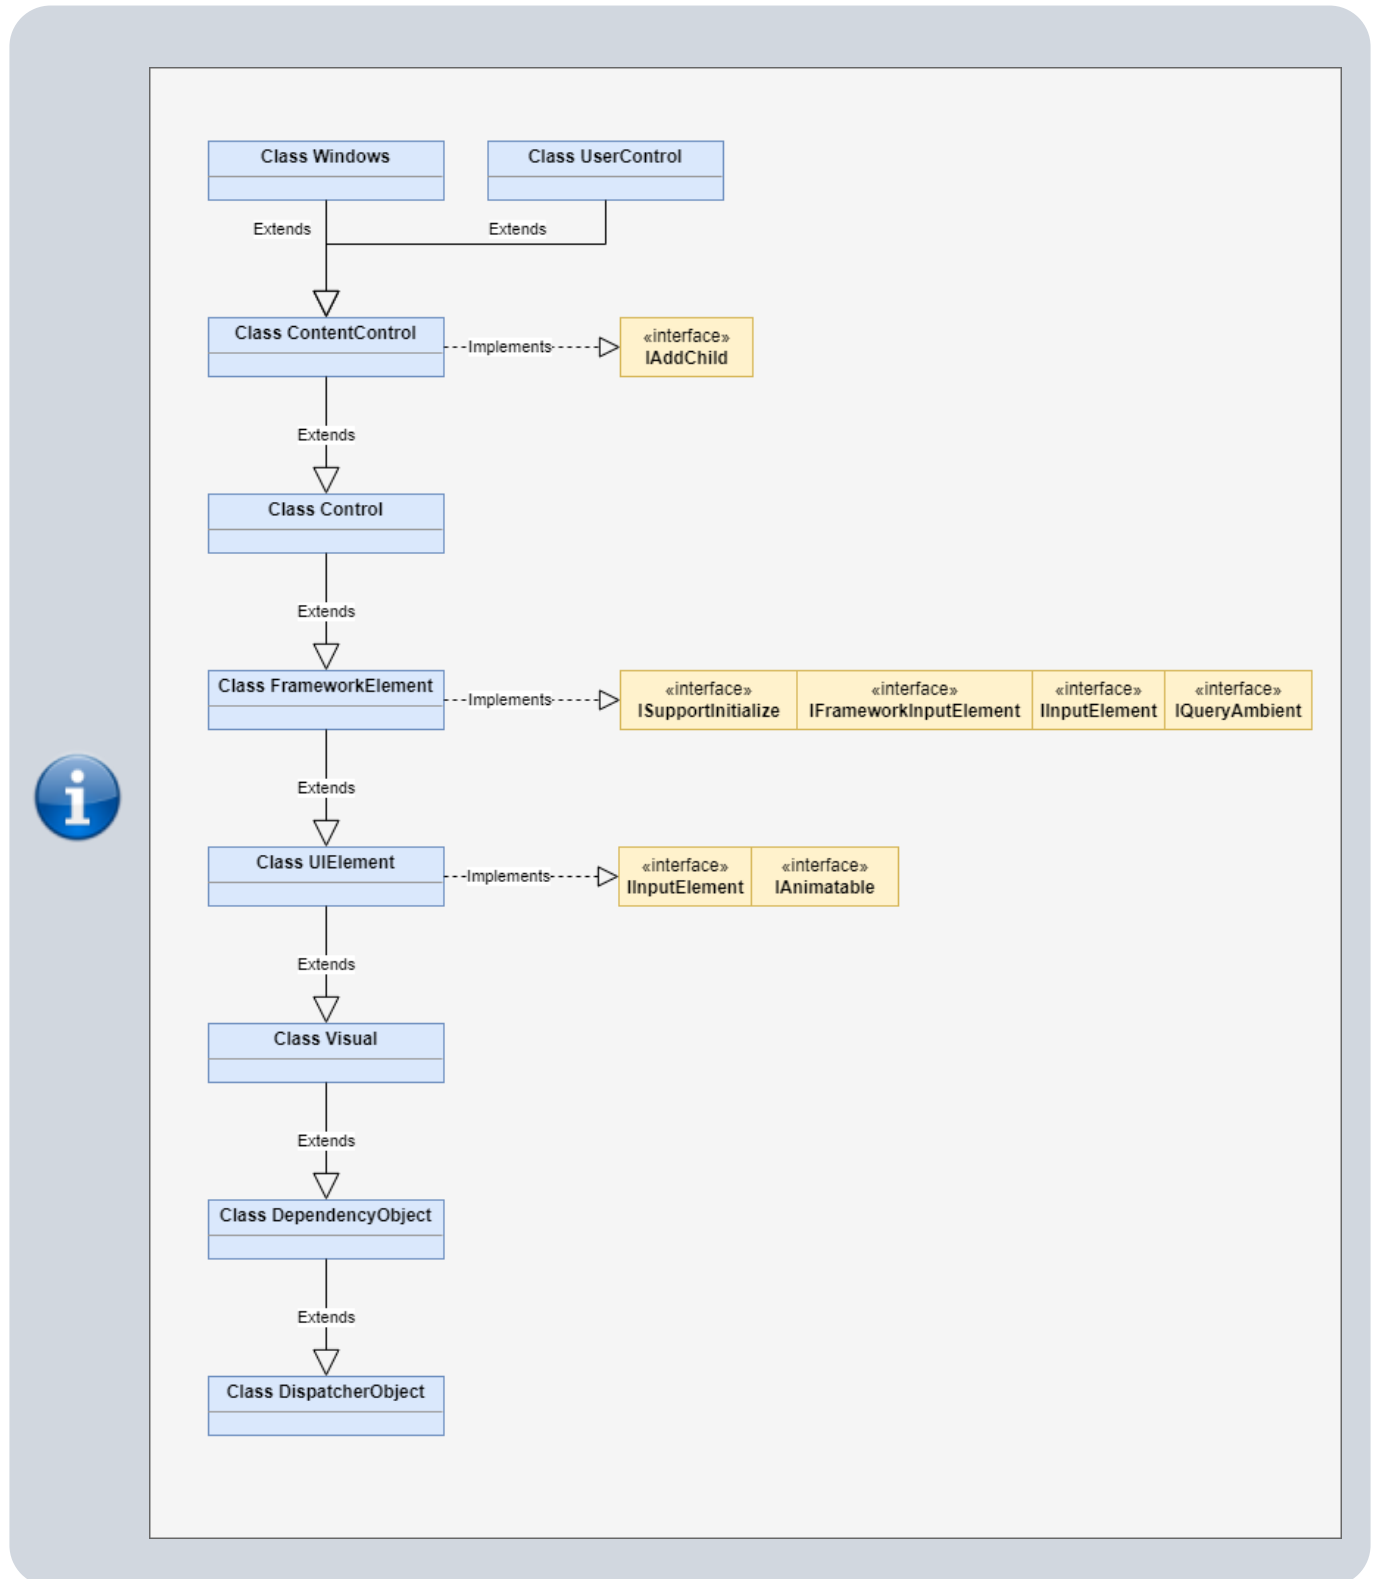 Class Windows
Class UserControl
Extends
Extends
Class ContentControl
Implements
«interface»
IAddChild
Extends
Class Control
Extends
Class FrameworkElement
Implements
«interface»
ISupportInitialize
«interface»
IFrameworkInputElement
«interface»
IInputElement
«interface»
IQueryAmbient
Extends
Class UIElement
Implements
«interface»
IInputElement
«interface»
IAnimatable
Extends
Class Visual
Extends
Class DependencyObject
Extends
Class DispatcherObject